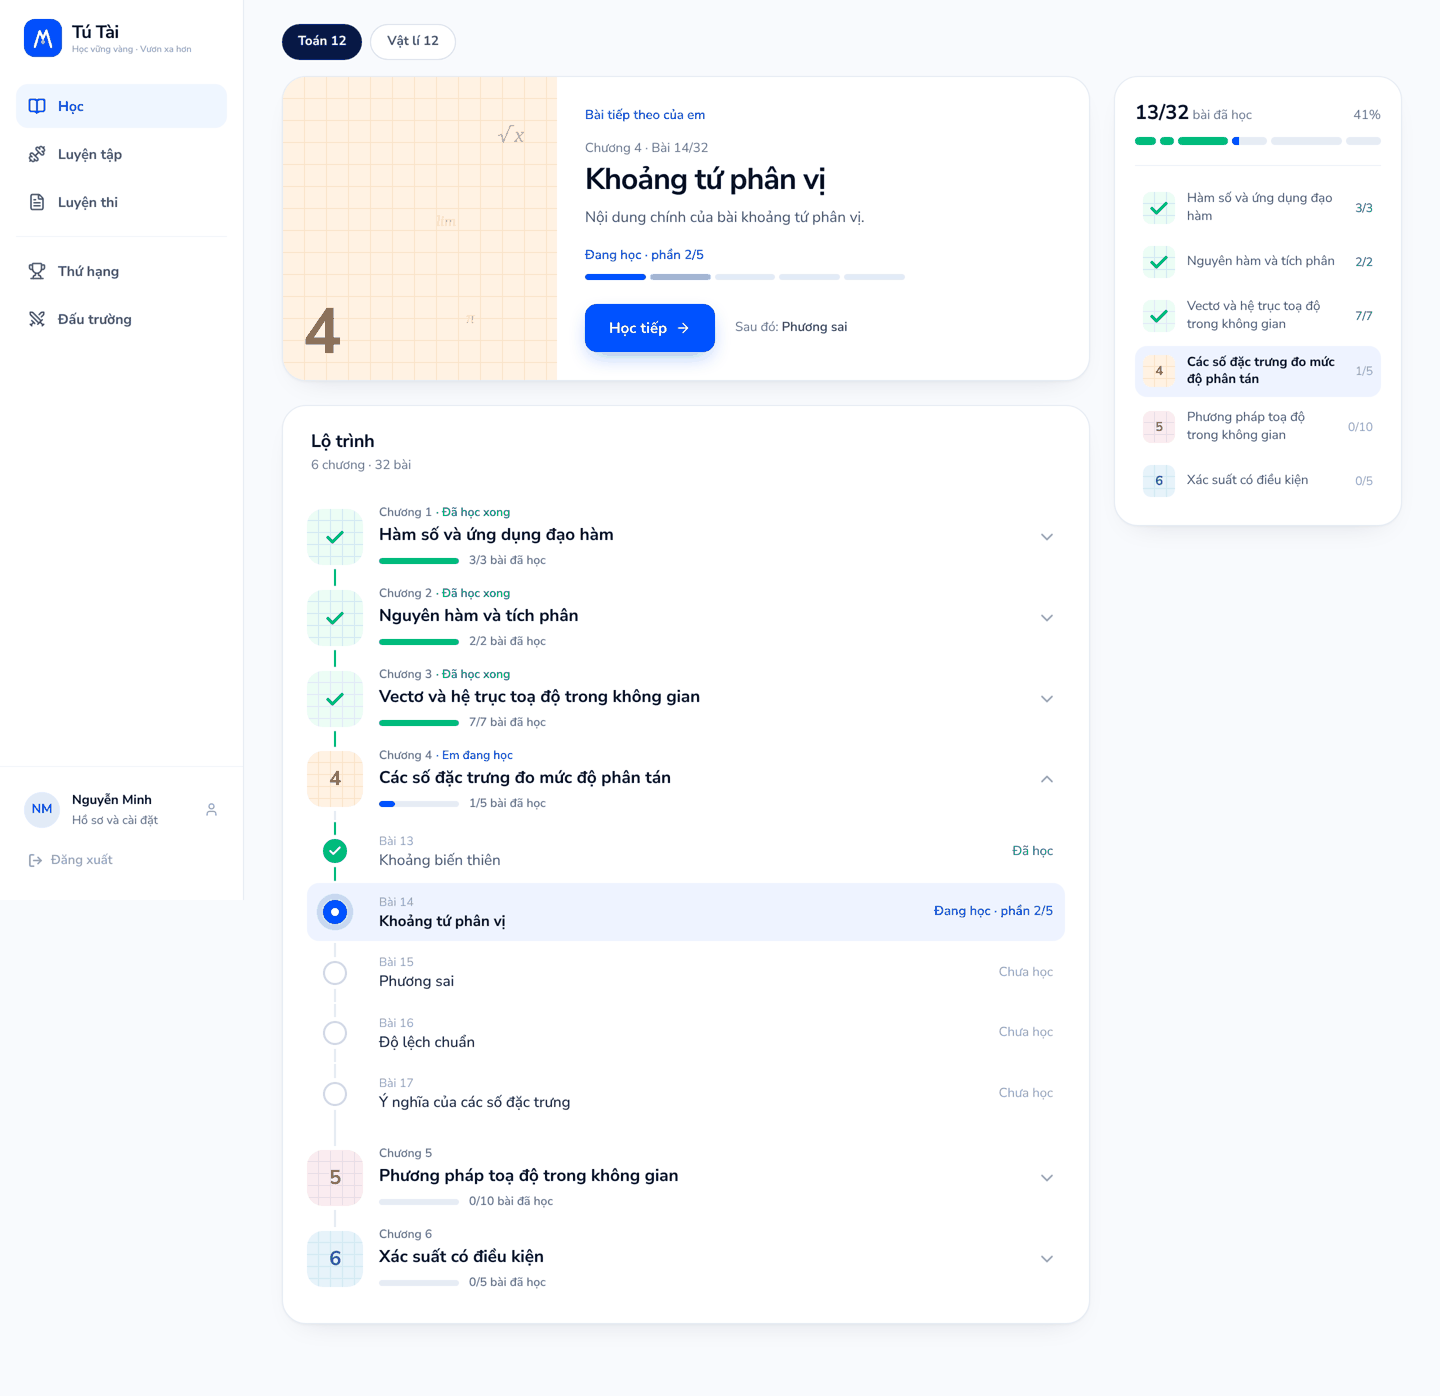 Tú Tài
Học vững vàng · Vươn xa hơn
Học
Luyện tập
Luyện thi
Thứ hạng
Đấu trường
NM
Nguyễn Minh
Hồ sơ và cài đặt
Đăng xuất
Toán 12
Vật lí 12
√x
lim
π
4
Bài tiếp theo của em
Chương 4 · Bài 14/32
Khoảng tứ phân vị
Nội dung chính của bài khoảng tứ phân vị.
Đang học · phần 2/5
Học tiếp →
Sau đó: Phương sai
Lộ trình
6 chương · 32 bài
Chương 1 · Đã học xong
Hàm số và ứng dụng đạo hàm
3/3 bài đã học
Chương 2 · Đã học xong
Nguyên hàm và tích phân
2/2 bài đã học
Chương 3 · Đã học xong
Vectơ và hệ trục toạ độ trong không gian
7/7 bài đã học
4
Chương 4 · Em đang học
Các số đặc trưng đo mức độ phân tán
1/5 bài đã học
Bài 13
Khoảng biến thiên
Đã học
Bài 14
Khoảng tứ phân vị
Đang học · phần 2/5
Bài 15
Phương sai
Chưa học
Bài 16
Độ lệch chuẩn
Chưa học
Bài 17
Ý nghĩa của các số đặc trưng
Chưa học
5
Chương 5
Phương pháp toạ độ trong không gian
0/10 bài đã học
6
Chương 6
Xác suất có điều kiện
0/5 bài đã học
13/32 bài đã học
41%
Hàm số và ứng dụng đạo
hàm
3/3
Nguyên hàm và tích phân
2/2
Vectơ và hệ trục toạ độ
trong không gian
7/7
4
Các số đặc trưng đo mức
độ phân tán
1/5
5
Phương pháp toạ độ
trong không gian
0/10
6
Xác suất có điều kiện
0/5